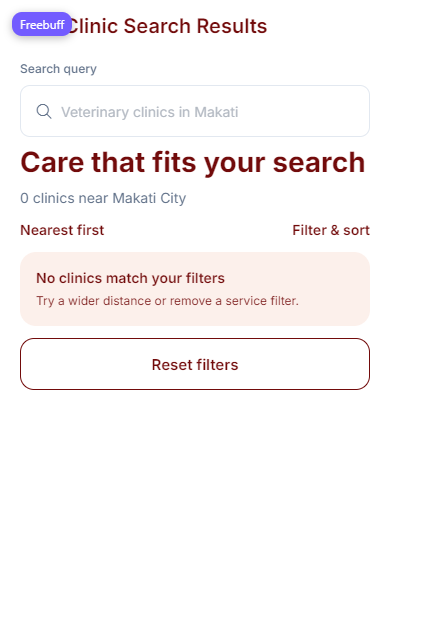 Freebuff
Clinic Search Results
Search query
Veterinary clinics in Makati
Care that fits your search
0 clinics near Makati City
Nearest first
Filter & sort
No clinics match your filters
Try a wider distance or remove a service filter.
Reset filters